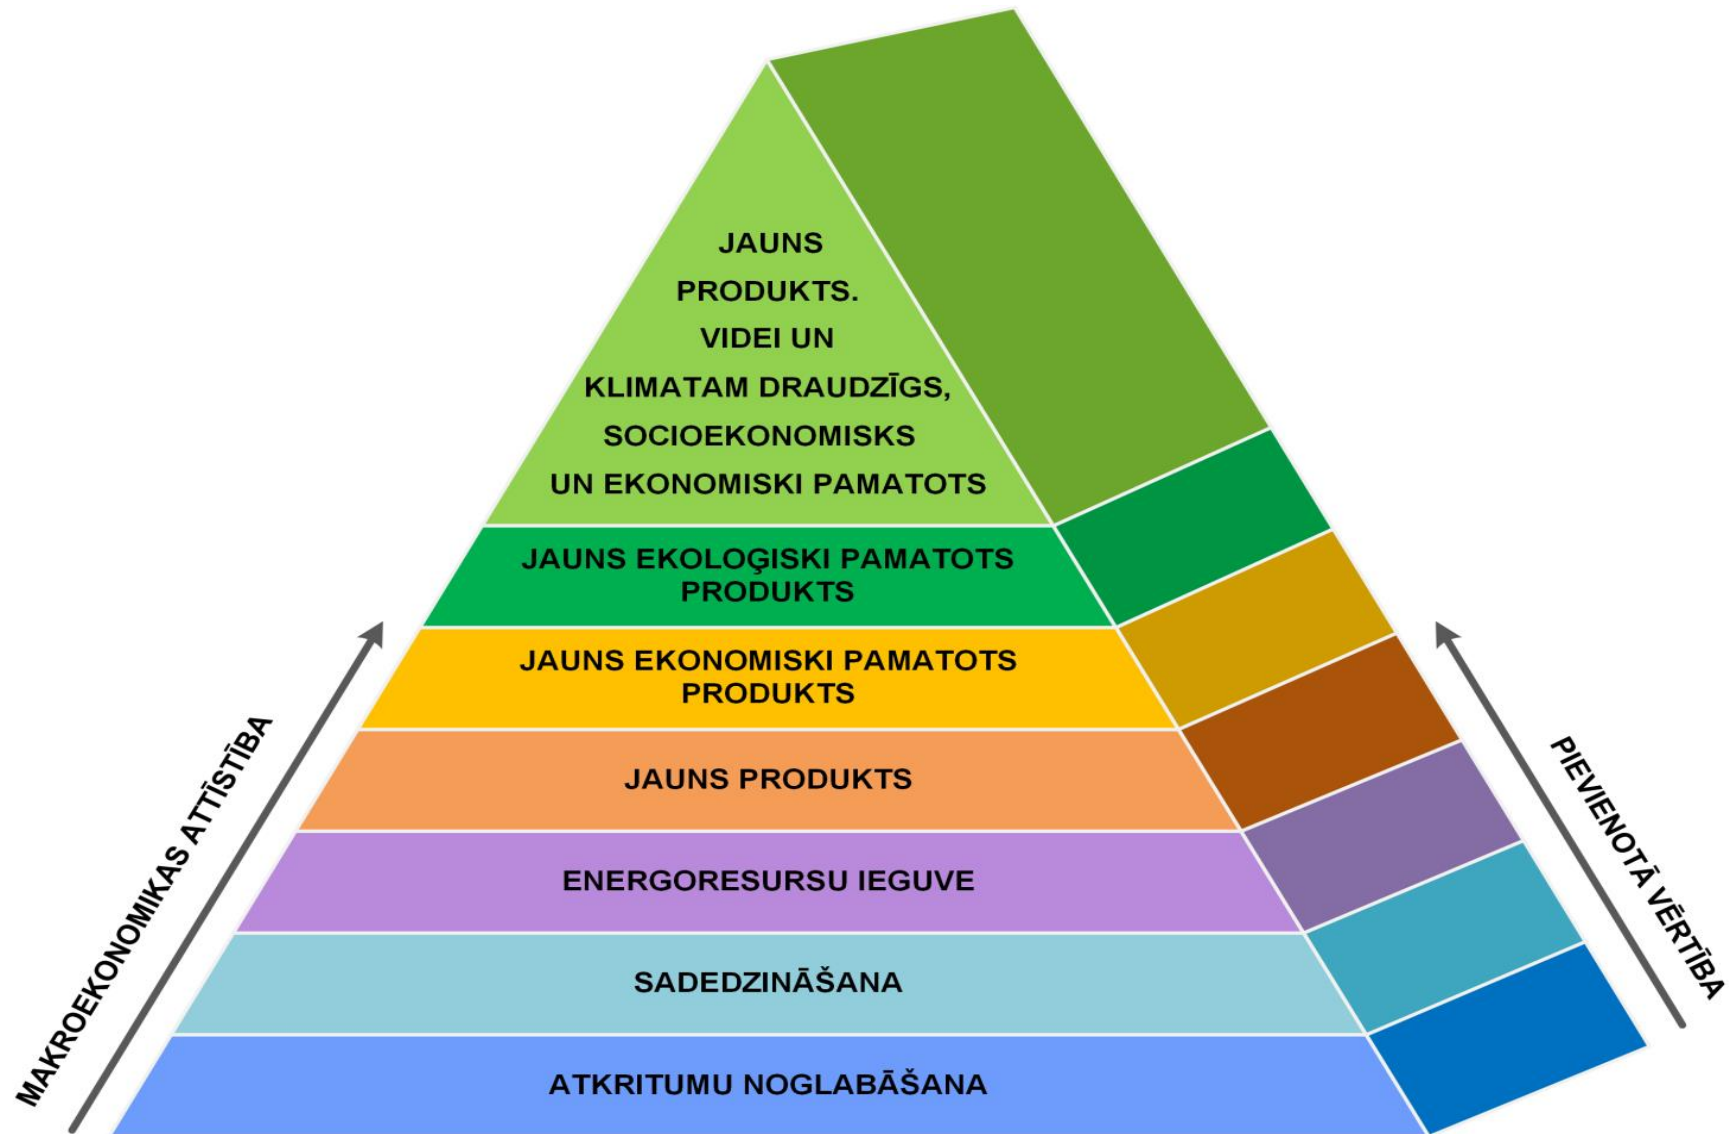 JAUNS
PRODUKTS.
VIDEI UN
KLIMATAM DRAUDZĪGS,
SOCIOEKONOMISKS
UN EKONOMISKI PAMATOTS
JAUNS EKOLOĢISKI PAMATOTS
PRODUKTS
JAUNS EKONOMISKI PAMATOTS
PRODUKTS
JAUNS PRODUKTS
ENERGORESURSU IEGUVE
SADEDZINĀŠANA
ATKRITUMU NOGLABĀŠANA
MAKROEKONOMIKAS ATTĪSTĪBA
PIEVIENOTĀ VĒRTĪBA